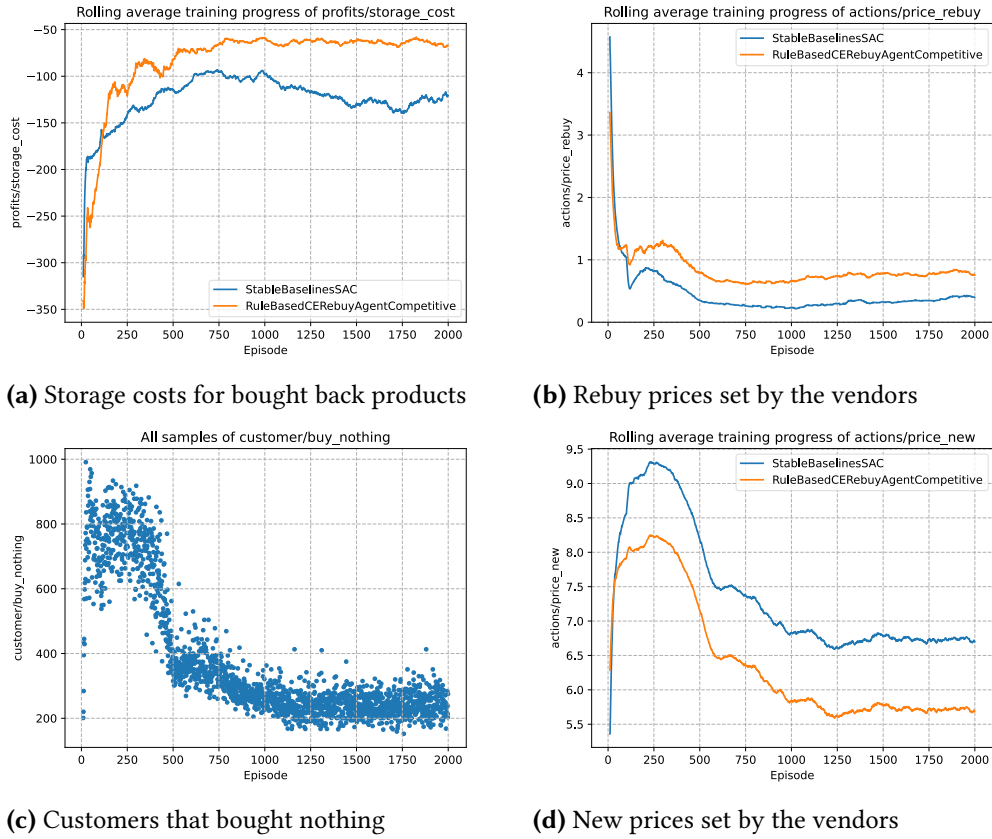 Rolling average training progress of profits/storage_cost
−50
−100
−150
−200
−250
−300
−350
profits/storage_cost
StableBaselinesSAC
RuleBasedCERebuyAgentCompetitive
0 250 500 750 1000 1250 1500 1750 2000
Episode
(a) Storage costs for bought back products
Rolling average training progress of actions/price_rebuy
4
3
2
1
0
actions/price_rebuy
StableBaselinesSAC
RuleBasedCERebuyAgentCompetitive
0 250 500 750 1000 1250 1500 1750 2000
Episode
(b) Rebuy prices set by the vendors
All samples of customer/buy_nothing
1000
800
600
400
200
customer/buy_nothing
0 250 500 750 1000 1250 1500 1750 2000
Episode
(c) Customers that bought nothing
Rolling average training progress of actions/price_new
9.5
9.0
8.5
8.0
7.5
7.0
6.5
6.0
5.5
actions/price_new
StableBaselinesSAC
RuleBasedCERebuyAgentCompetitive
0 250 500 750 1000 1250 1500 1750 2000
Episode
(d) New prices set by the vendors